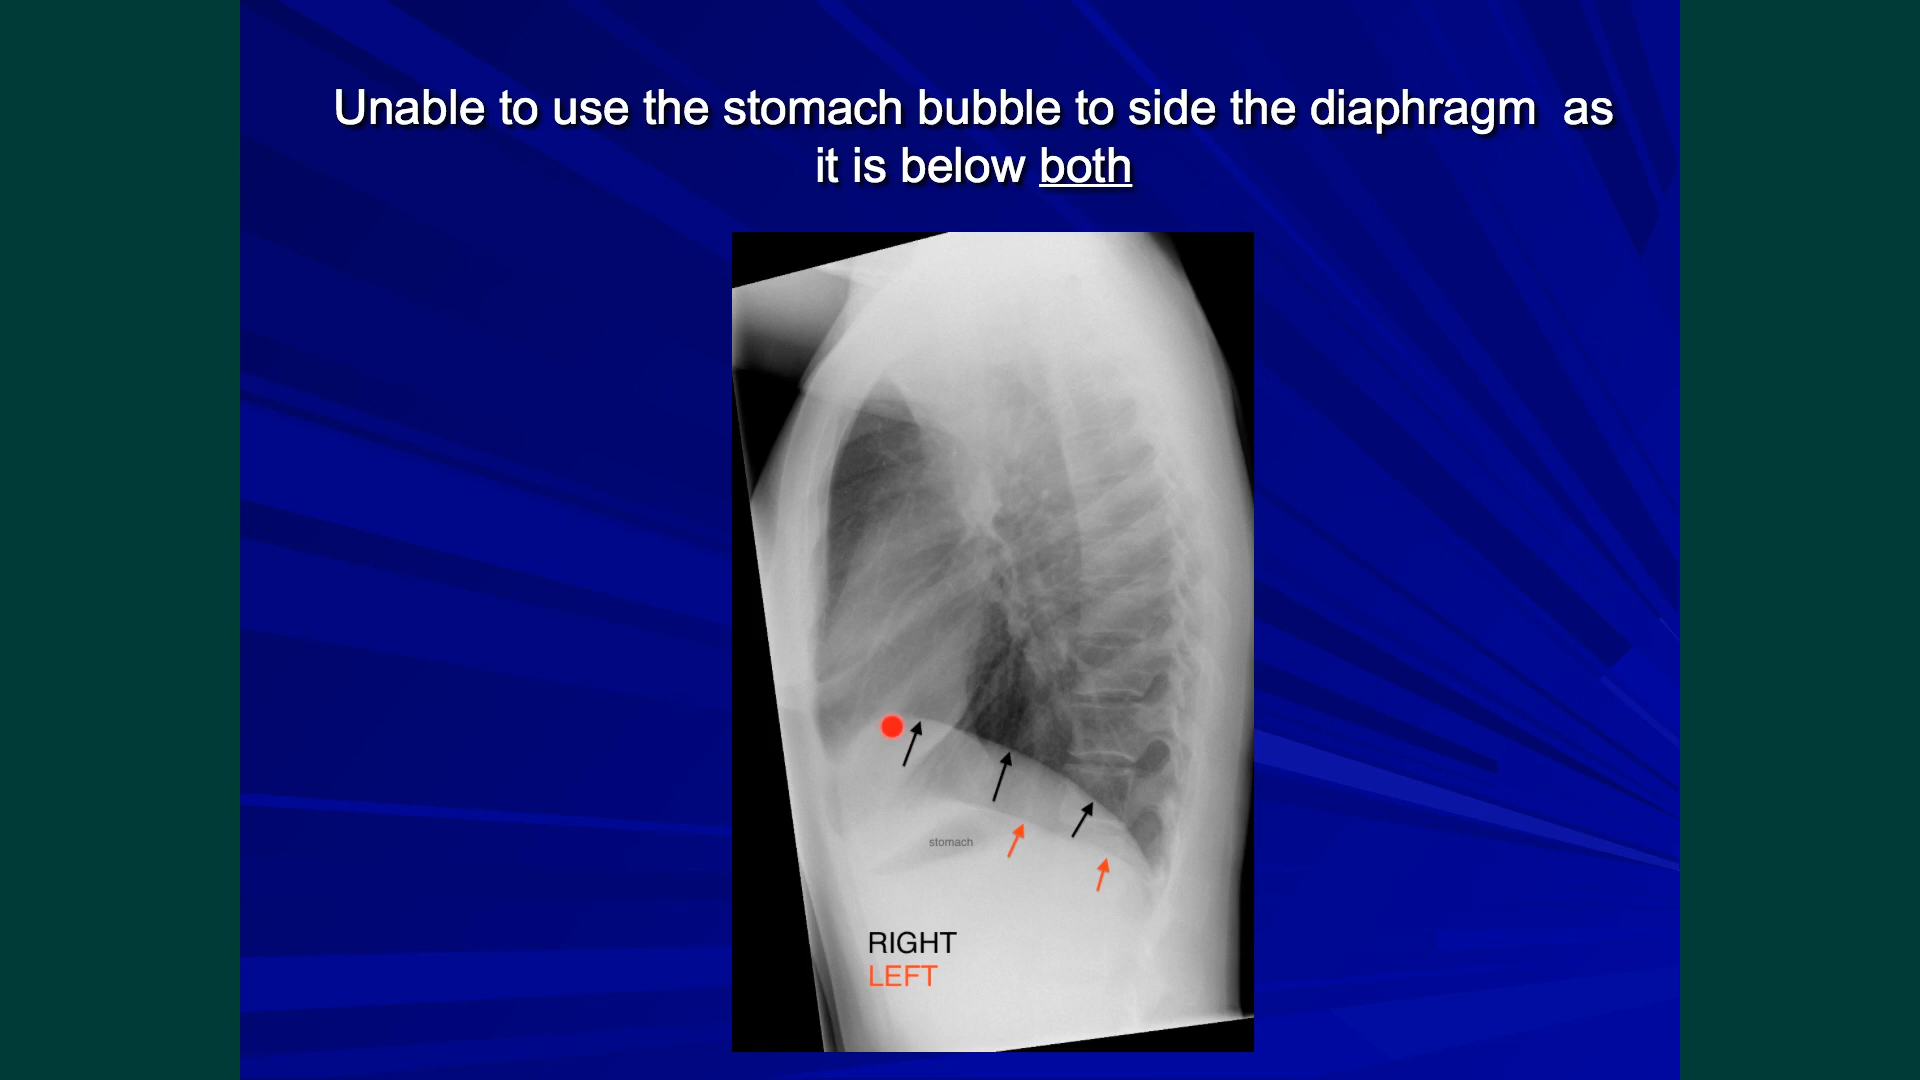 Unable to use the stomach bubble to side the diaphragm  as
it is below both
stomach
RIGHT
LEFT